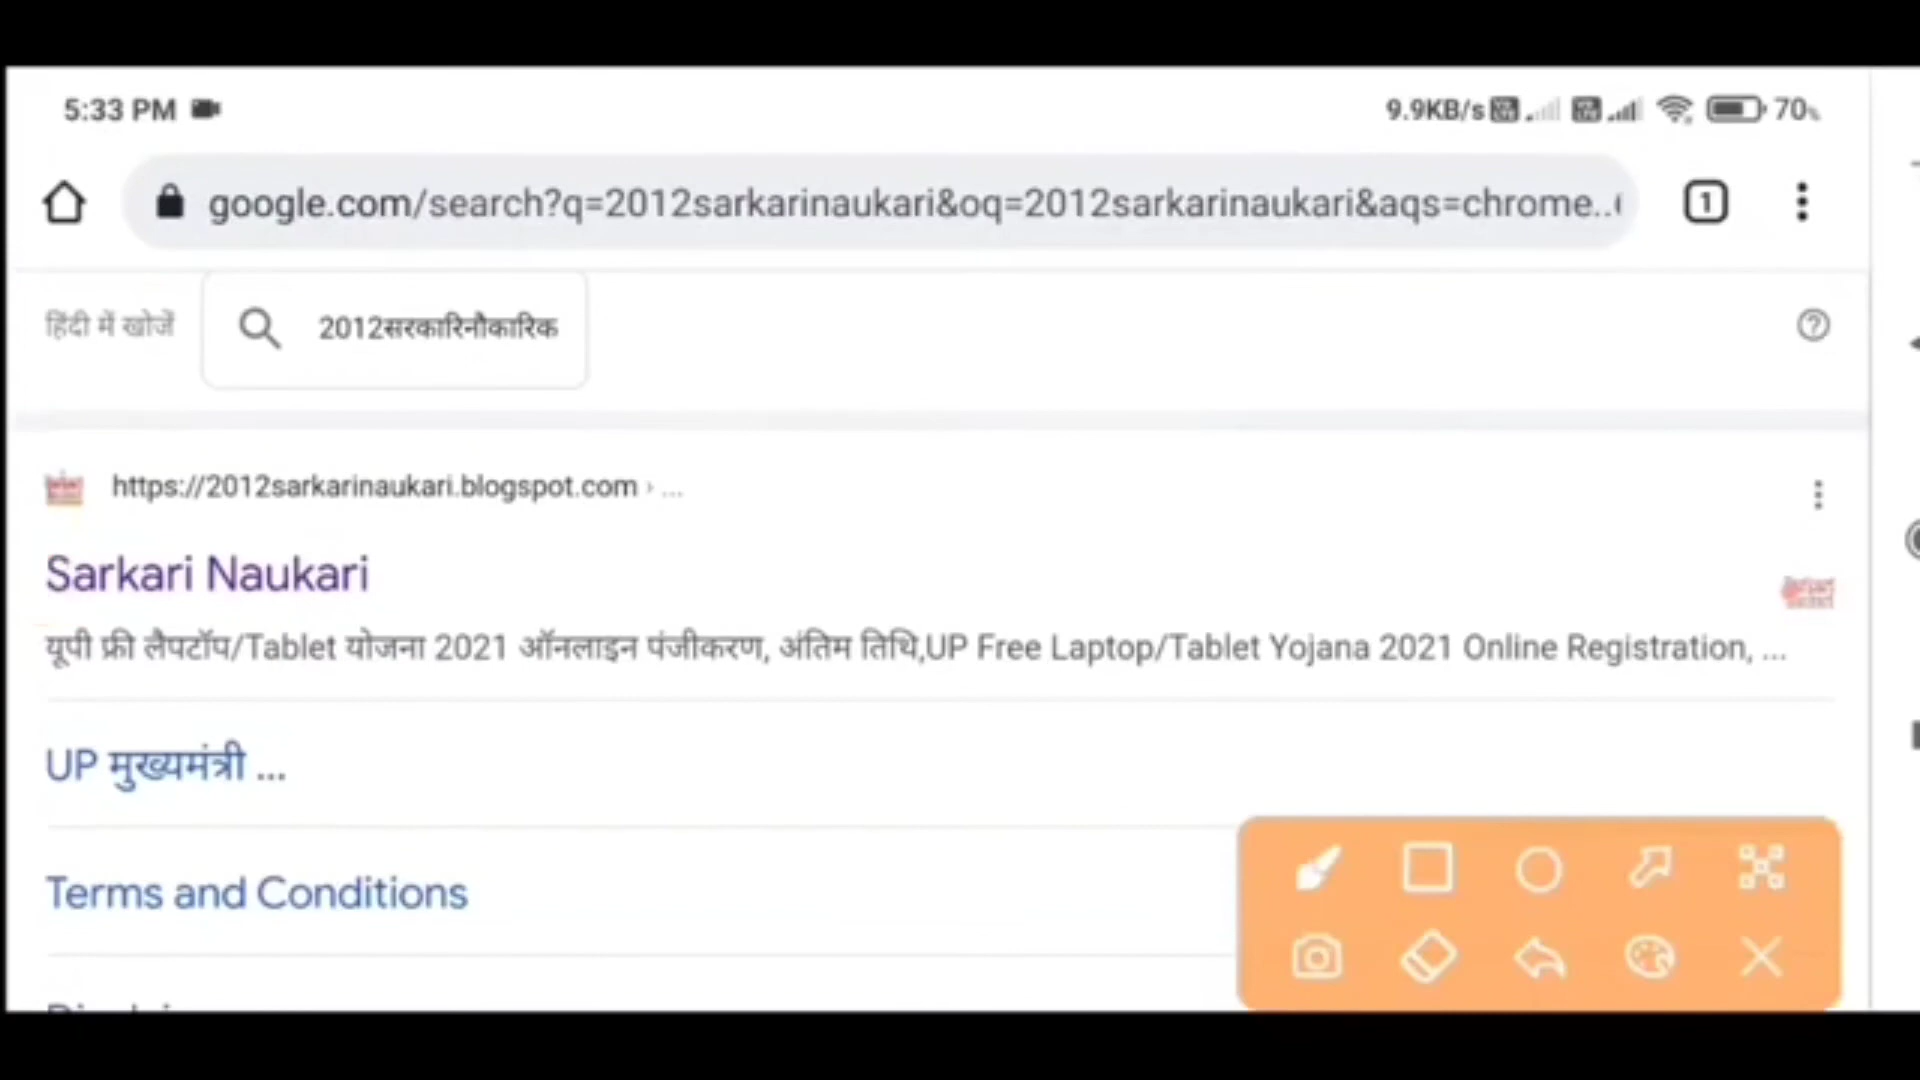 5:33 PM
9.9KB/s 70%
google.com/search?q=2012sarkarinaukari&oq=2012sarkarinaukari&aqs=chrome..
1
हिंदी में खोजें
2012सरकारिनौकारिक
https://2012sarkarinaukari.blogspot.com › ...
Sarkari Naukari
यूपी फ्री लैपटॉप/Tablet योजना 2021 ऑनलाइन पंजीकरण, अंतिम तिथि,UP Free Laptop/Tablet Yojana 2021 Online Registration, ...
UP मुख्यमंत्री ...
Terms and Conditions